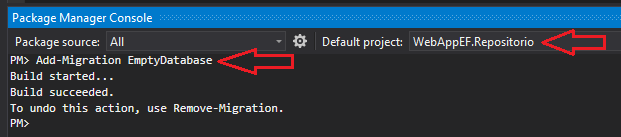 Package Manager Console
Package source: All Default project: WebAppEF.Repositorio
PM> Add-Migration EmptyDatabase
Build started...
Build succeeded.
To undo this action, use Remove-Migration.
PM>